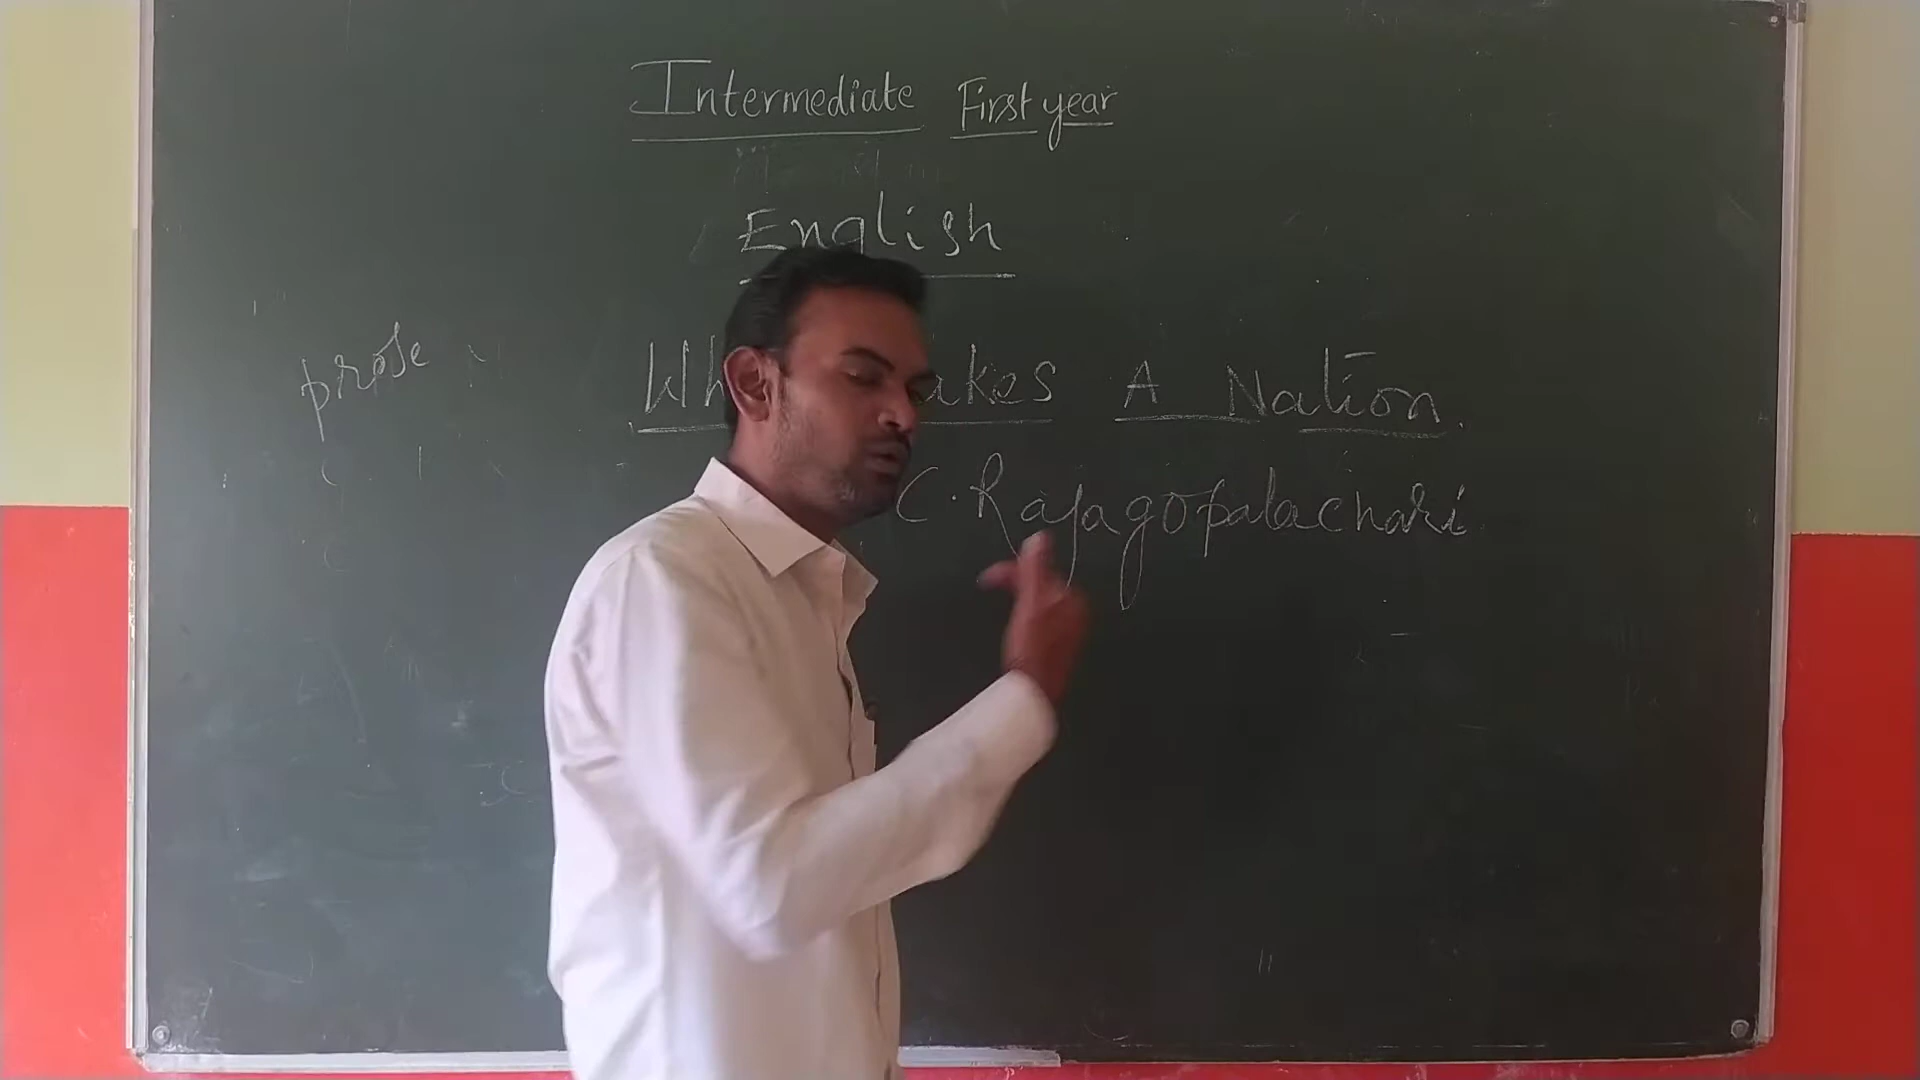 Intermediate First year
English
prose
Wh akes A Nation.
C. Rajagopalachari